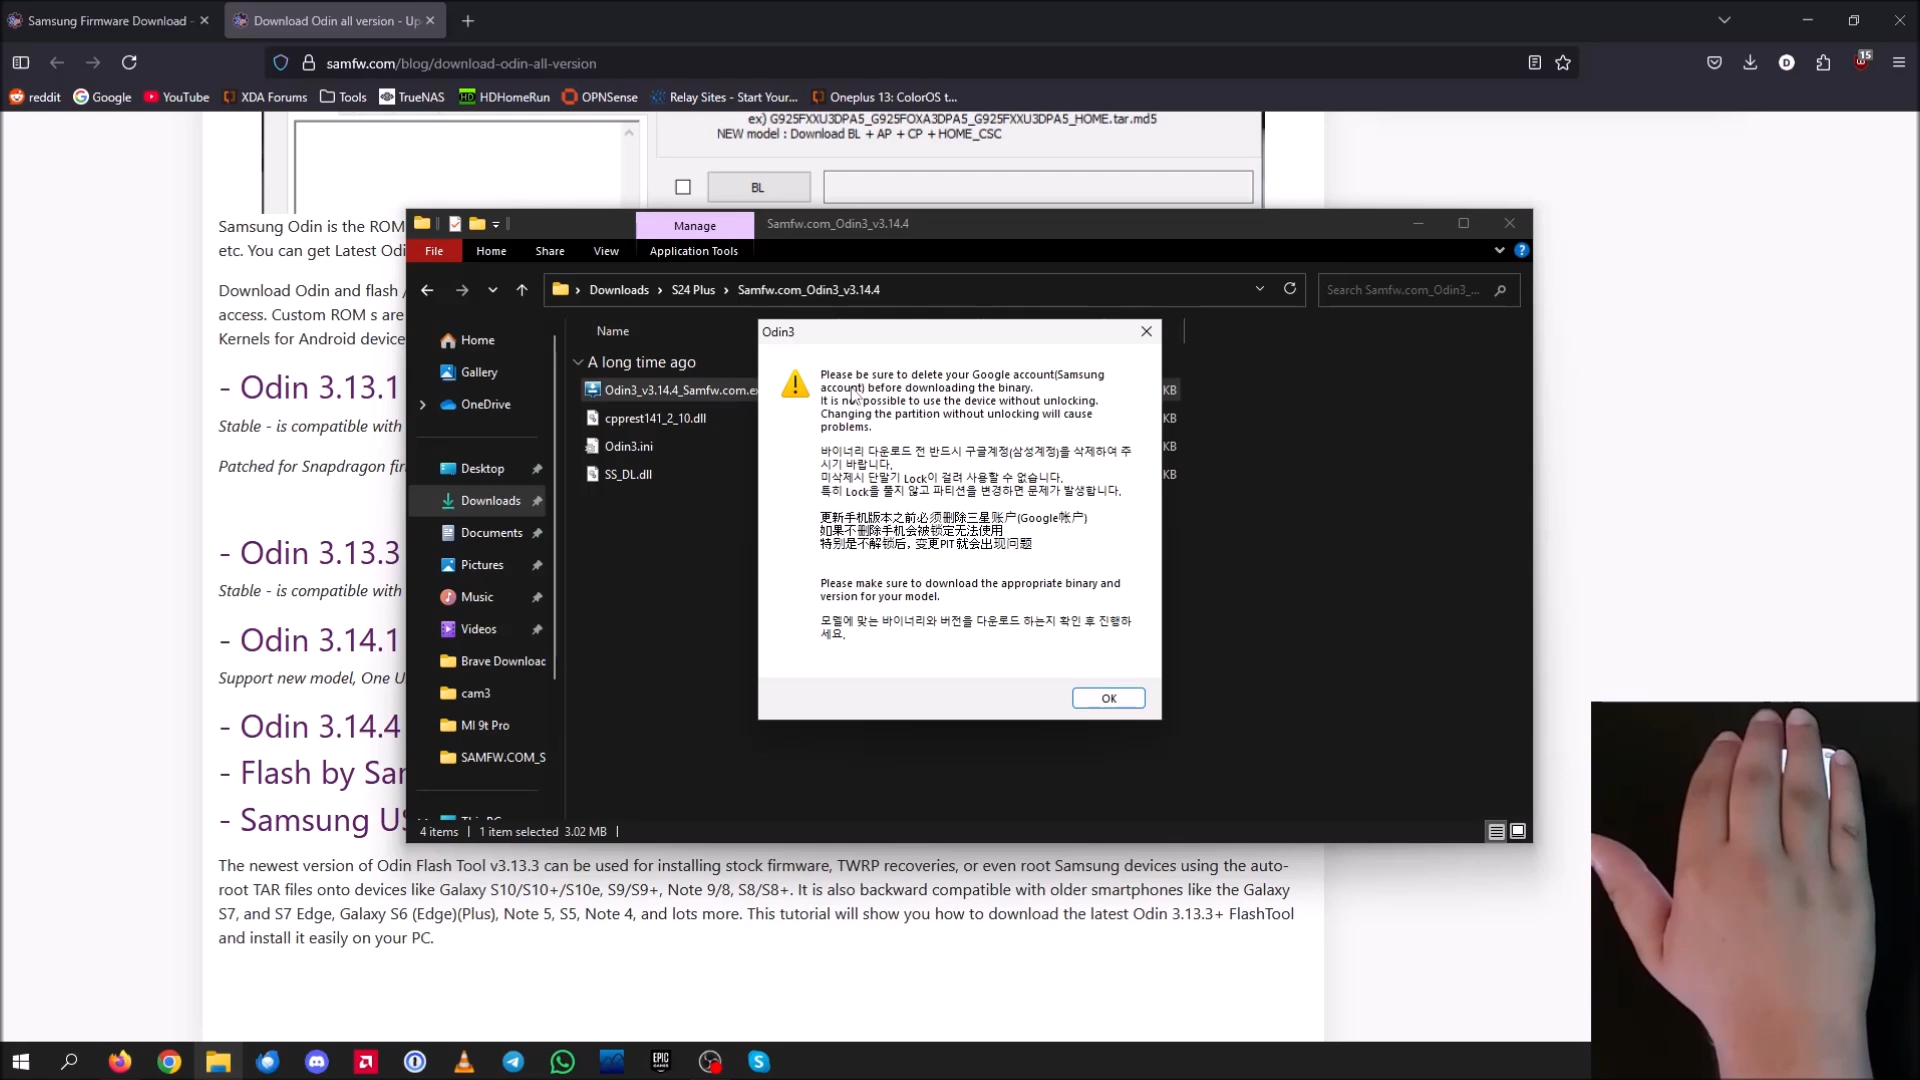 Samsung Firmware Download -
Download Odin all version - Up
samfw.com/blog/download-odin-all-version
15
reddit
Google
YouTube
XDA Forums
Tools
TrueNAS
HDHomeRun
OPNSense
Relay Sites - Start Your...
Oneplus 13: ColorOS t...
ex) G925FXXU3DPA5_G925FOXA3DPA5_G925FXXU3DPA5_HOME.tar.md5
NEW model : Download BL + AP + CP + HOME_CSC
BL
Samsung Odin is the ROM
etc. You can get Latest Odi
Download Odin and flash
access. Custom ROM s are
Kernels for Android device
- Odin 3.13.1
Stable - is compatible with
Patched for Snapdragon fir
- Odin 3.13.3
Stable - is compatible with
- Odin 3.14.1
Support new model, One U
- Odin 3.14.4
- Flash by Sar
- Samsung US
The newest version of Odin Flash Tool v3.13.3 can be used for installing stock firmware, TWRP recoveries, or even root Samsung devices using the auto-
root TAR files onto devices like Galaxy S10/S10+/S10e, S9/S9+, Note 9/8, S8/S8+. It is also backward compatible with older smartphones like the Galaxy
S7, and S7 Edge, Galaxy S6 (Edge)(Plus), Note 5, S5, Note 4, and lots more. This tutorial will show you how to download the latest Odin 3.13.3+ FlashTool
and install it easily on your PC.
Manage
Samfw.com_Odin3_v3.14.4
File
Home
Share
View
Application Tools
Downloads
S24 Plus
Samfw.com_Odin3_v3.14.4
Search Samfw.com_Odin3_...
Home
Gallery
OneDrive
Desktop
Downloads
Documents
Pictures
Music
Videos
Brave Downloac
cam3
MI 9t Pro
SAMFW.COM_S
Name
A long time ago
Odin3_v3.14.4_Samfw.com.ex
KB
cpprest141_2_10.dll
KB
Odin3.ini
KB
SS_DL.dll
KB
4 items
1 item selected 3.02 MB
Odin3
Please be sure to delete your Google account(Samsung
account) before downloading the binary.
It is not possible to use the device without unlocking.
Changing the partition without unlocking will cause
problems.
바이너리 다운로드 전 반드시 구글계정(삼성계정)을 삭제하여 주
시기 바랍니다.
미삭제시 단말기 Lock이 걸려 사용할 수 없습니다.
특히 Lock을 풀지 않고 파티션을 변경하면 문제가 발생합니다.
更新手机版本之前必须删除三星账户(Google帐户)
如果不删除手机会被锁定无法使用
特别是不解锁后, 变更PIT就会出现问题
Please make sure to download the appropriate binary and
version for your model.
모델에 맞는 바이너리와 버전을 다운로드 하는지 확인 후 진행하
세요.
OK
EPIC
GAMES